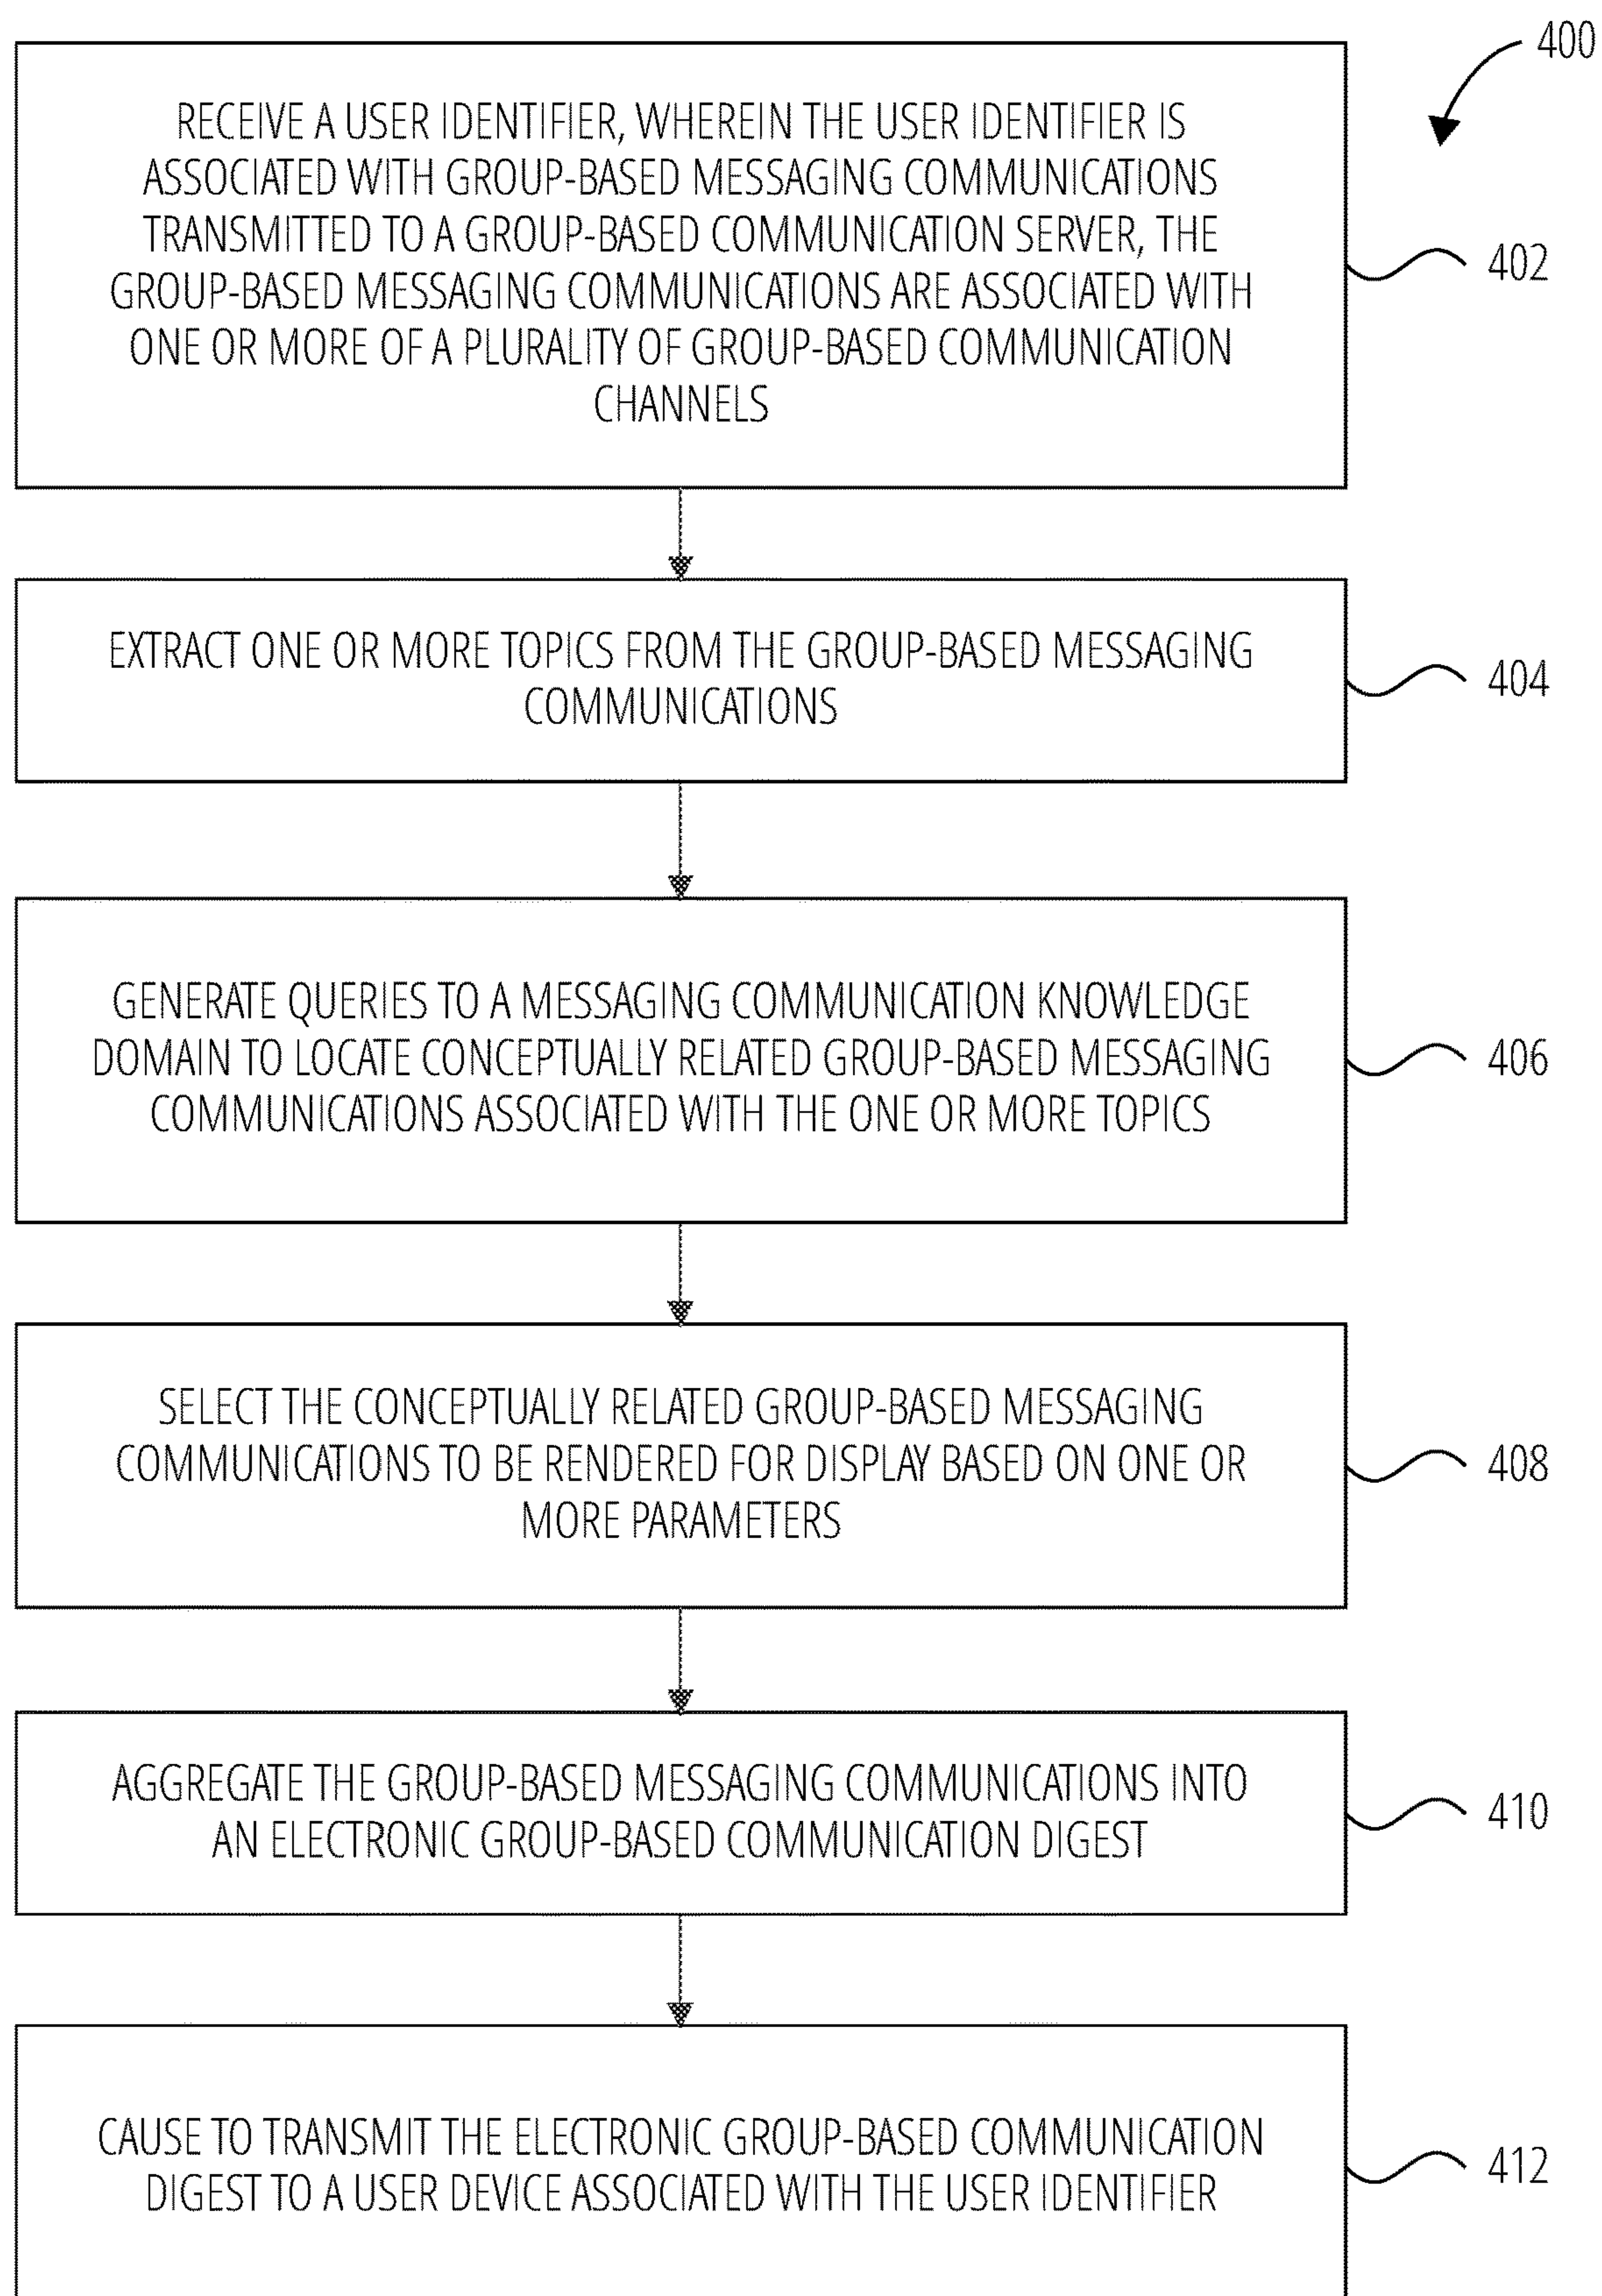 400
RECEIVE A USER IDENTIFIER, WHEREIN THE USER IDENTIFIER IS
ASSOCIATED WITH GROUP-BASED MESSAGING COMMUNICATIONS
TRANSMITTED TO A GROUP-BASED COMMUNICATION SERVER, THE
GROUP-BASED MESSAGING COMMUNICATIONS ARE ASSOCIATED WITH
ONE OR MORE OF A PLURALITY OF GROUP-BASED COMMUNICATION
CHANNELS
402
EXTRACT ONE OR MORE TOPICS FROM THE GROUP-BASED MESSAGING
COMMUNICATIONS
404
GENERATE QUERIES TO A MESSAGING COMMUNICATION KNOWLEDGE
DOMAIN TO LOCATE CONCEPTUALLY RELATED GROUP-BASED MESSAGING
COMMUNICATIONS ASSOCIATED WITH THE ONE OR MORE TOPICS
406
SELECT THE CONCEPTUALLY RELATED GROUP-BASED MESSAGING
COMMUNICATIONS TO BE RENDERED FOR DISPLAY BASED ON ONE OR
MORE PARAMETERS
408
AGGREGATE THE GROUP-BASED MESSAGING COMMUNICATIONS INTO
AN ELECTRONIC GROUP-BASED COMMUNICATION DIGEST
410
CAUSE TO TRANSMIT THE ELECTRONIC GROUP-BASED COMMUNICATION
DIGEST TO A USER DEVICE ASSOCIATED WITH THE USER IDENTIFIER
412